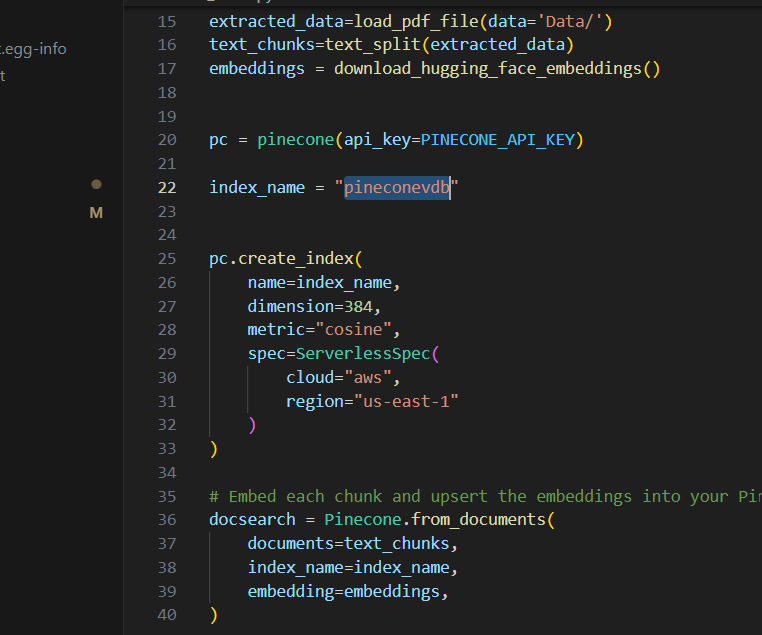 .egg-info
t
15 extracted_data=load_pdf_file(data='Data/')
16 text_chunks=text_split(extracted_data)
17 embeddings = download_hugging_face_embeddings()
18
19
20 pc = pinecone(api_key=PINECONE_API_KEY)
21
22 index_name = "pineconevdb"
M
23
24
25 pc.create_index(
26     name=index_name,
27     dimension=384,
28     metric="cosine",
29     spec=ServerlessSpec(
30         cloud="aws",
31         region="us-east-1"
32     )
33 )
34
35 # Embed each chunk and upsert the embeddings into your Pin
36 docsearch = Pinecone.from_documents(
37     documents=text_chunks,
38     index_name=index_name,
39     embedding=embeddings,
40 )